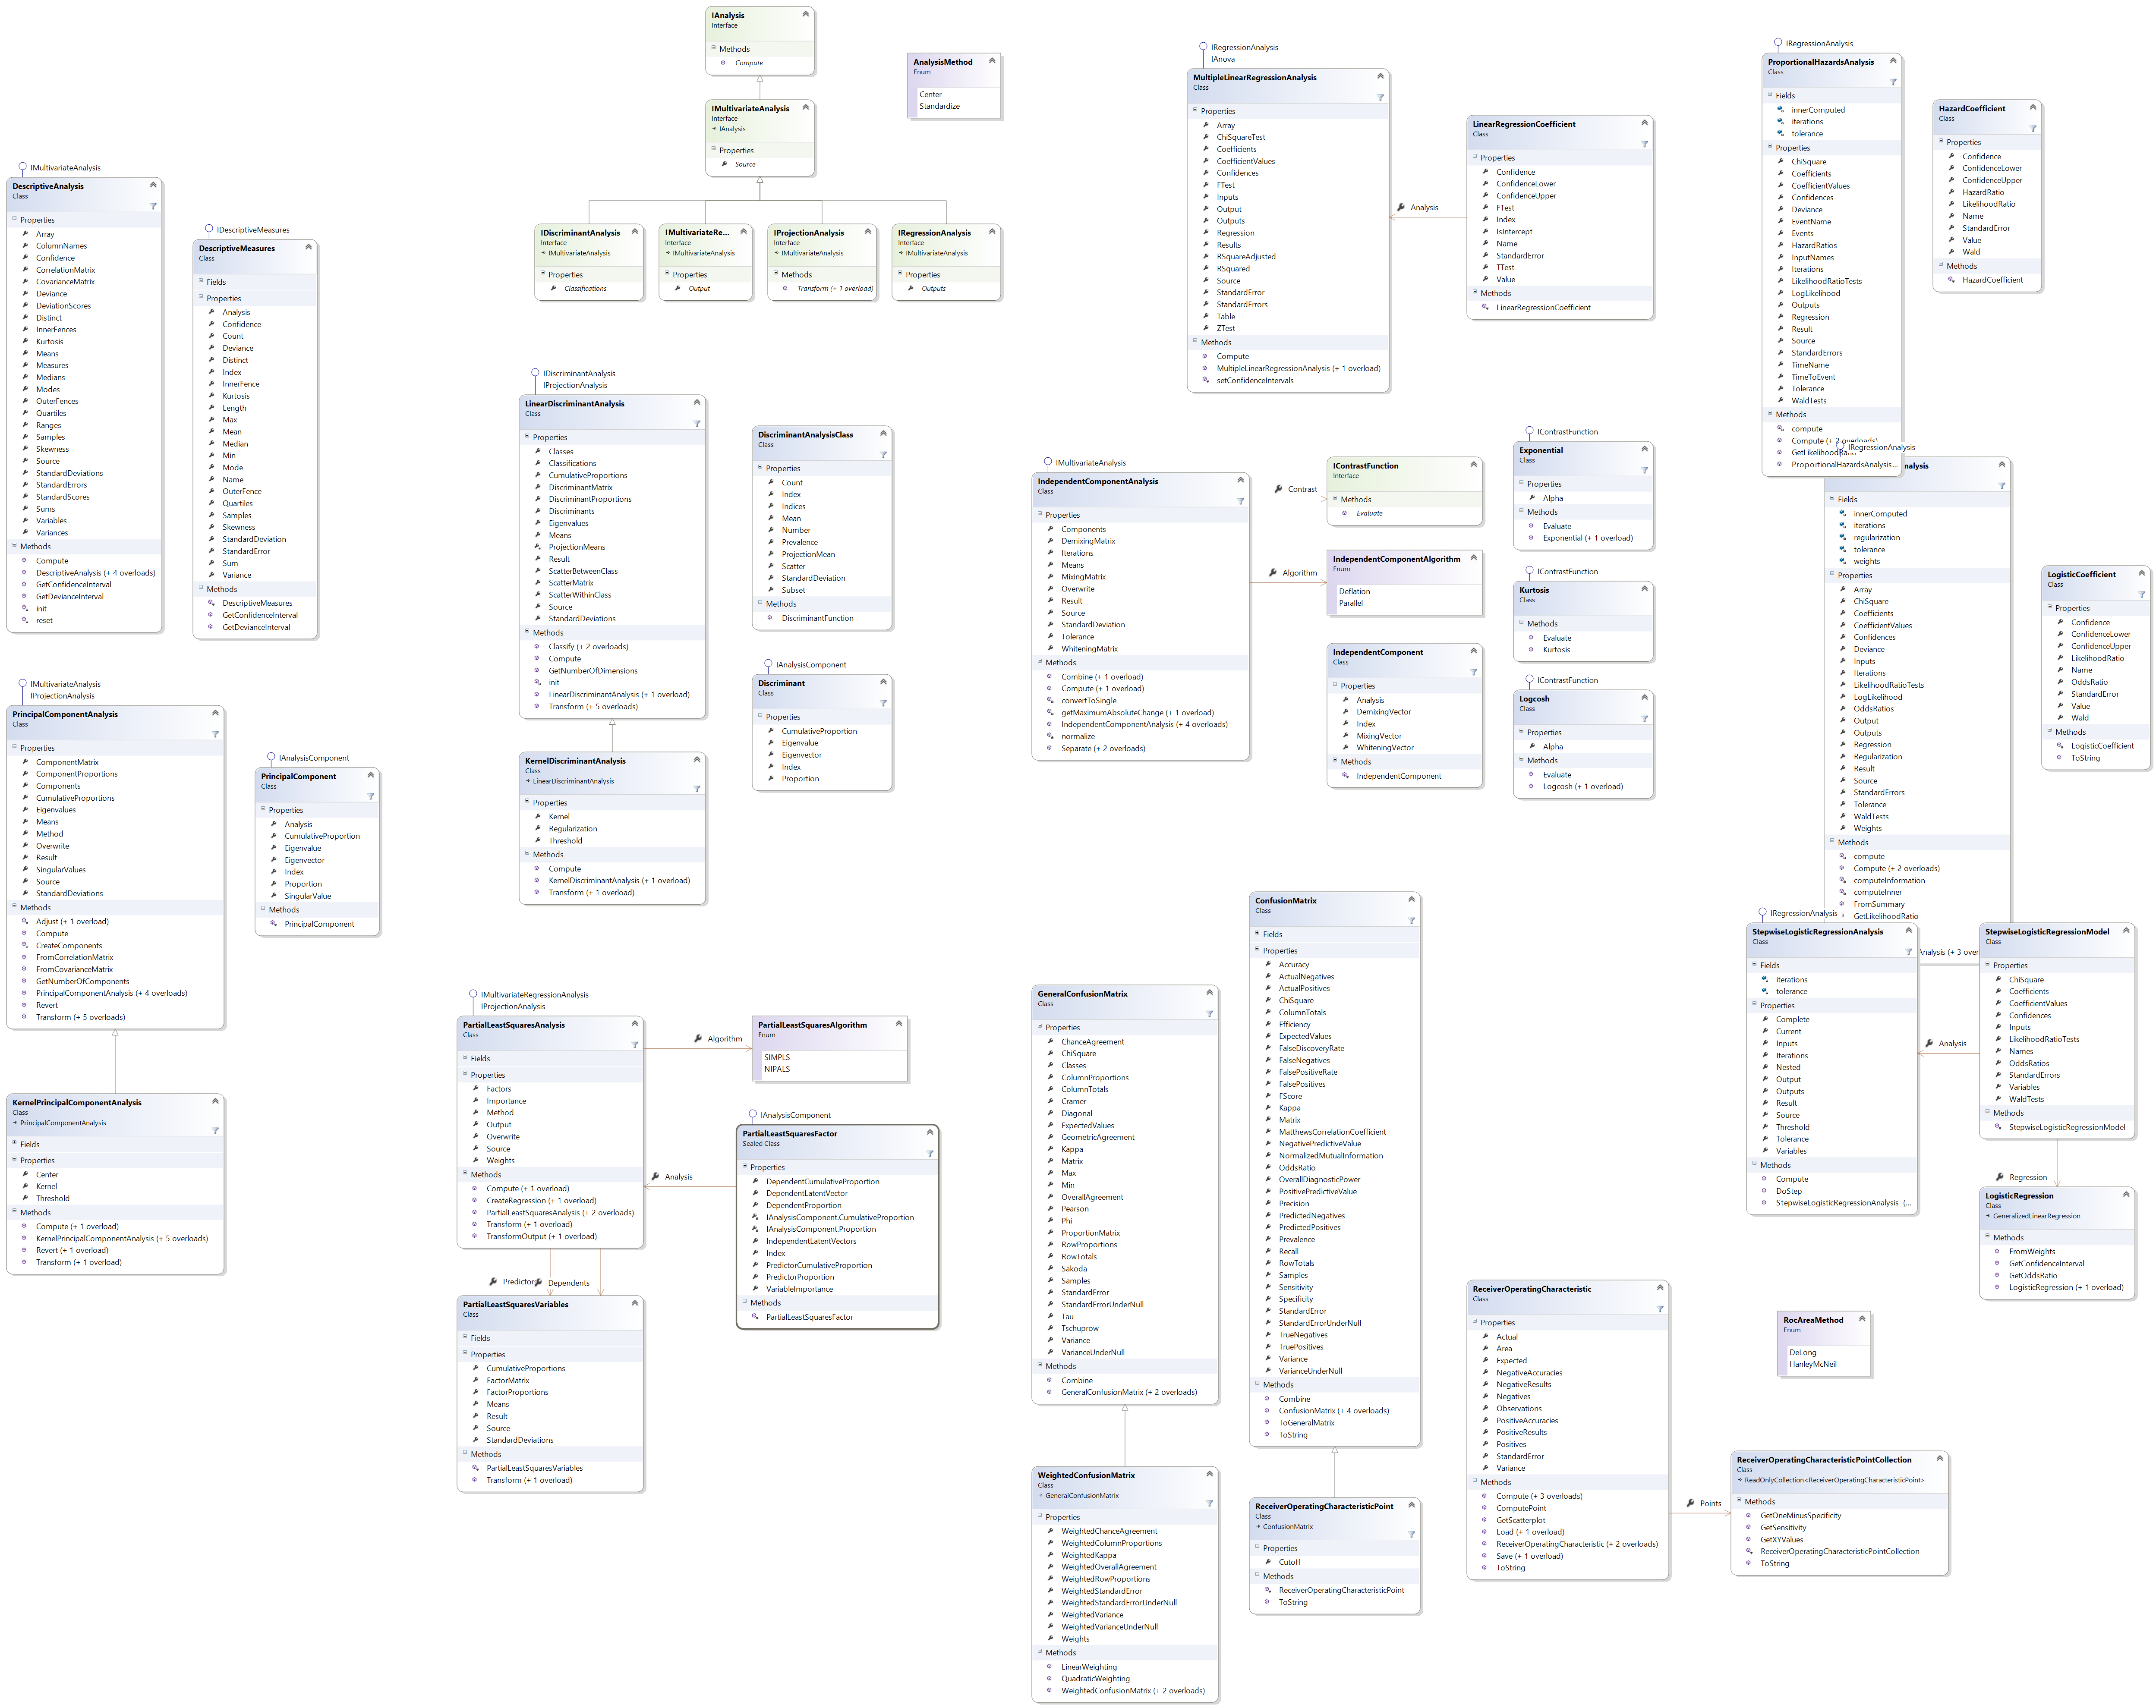 IAnalysis
Interface
Methods
Compute
IMultivariateAnalysis
Interface
IAnalysis
Properties
Source
AnalysisMethod
Enum
Center
Standardize
IDiscriminantAnalysis
Interface
IMultivariateAnalysis
Properties
Classifications
IMultivariateRe...
Interface
IMultivariateAnalysis
Properties
Output
IProjectionAnalysis
Interface
IMultivariateAnalysis
Methods
Transform (+ 1 overload)
IRegressionAnalysis
Interface
IMultivariateAnalysis
Properties
Outputs
IMultivariateAnalysis
DescriptiveAnalysis
Class
Properties
Array
ColumnNames
Confidence
CorrelationMatrix
CovarianceMatrix
Deviance
DeviationScores
Distinct
InnerFences
Kurtosis
Means
Measures
Medians
Modes
OuterFences
Quartiles
Ranges
Samples
Skewness
Source
StandardDeviations
StandardErrors
StandardScores
Sums
Variables
Variances
Methods
Compute
DescriptiveAnalysis (+ 4 overloads)
GetConfidenceInterval
GetDevianceInterval
init
reset
IDescriptiveMeasures
DescriptiveMeasures
Class
Fields
Properties
Analysis
Confidence
Count
Deviance
Distinct
Index
InnerFence
Kurtosis
Length
Max
Mean
Median
Min
Mode
Name
OuterFence
Quartiles
Samples
Skewness
StandardDeviation
StandardError
Sum
Variance
Methods
DescriptiveMeasures
GetConfidenceInterval
GetDevianceInterval
IMultivariateAnalysis
IProjectionAnalysis
PrincipalComponentAnalysis
Class
Properties
ComponentMatrix
ComponentProportions
Components
CumulativeProportions
Eigenvalues
Means
Method
Overwrite
Result
SingularValues
Source
StandardDeviations
Methods
Adjust (+ 1 overload)
Compute
CreateComponents
FromCorrelationMatrix
FromCovarianceMatrix
GetNumberOfComponents
PrincipalComponentAnalysis (+ 4 overloads)
Revert
Transform (+ 5 overloads)
IAnalysisComponent
PrincipalComponent
Class
Properties
Analysis
CumulativeProportion
Eigenvalue
Eigenvector
Index
Proportion
SingularValue
Methods
PrincipalComponent
KernelPrincipalComponentAnalysis
Class
PrincipalComponentAnalysis
Fields
Properties
Center
Kernel
Threshold
Methods
Compute (+ 1 overload)
KernelPrincipalComponentAnalysis (+ 5 overloads)
Revert (+ 1 overload)
Transform (+ 1 overload)
IDiscriminantAnalysis
IProjectionAnalysis
LinearDiscriminantAnalysis
Class
Properties
Classes
Classifications
CumulativeProportions
DiscriminantMatrix
DiscriminantProportions
Discriminants
Eigenvalues
Means
ProjectionMeans
Result
ScatterBetweenClass
ScatterMatrix
ScatterWithinClass
Source
StandardDeviations
Methods
Classify (+ 2 overloads)
Compute
GetNumberOfDimensions
init
LinearDiscriminantAnalysis (+ 1 overload)
Transform (+ 5 overloads)
KernelDiscriminantAnalysis
Class
LinearDiscriminantAnalysis
Properties
Kernel
Regularization
Threshold
Methods
Compute
KernelDiscriminantAnalysis (+ 1 overload)
Transform (+ 1 overload)
DiscriminantAnalysisClass
Class
Properties
Count
Index
Indices
Mean
Number
Prevalence
ProjectionMean
Scatter
StandardDeviation
Subset
Methods
DiscriminantFunction
IAnalysisComponent
Discriminant
Class
Properties
CumulativeProportion
Eigenvalue
Eigenvector
Index
Proportion
IMultivariateRegressionAnalysis
IProjectionAnalysis
PartialLeastSquaresAnalysis
Class
Fields
Properties
Factors
Importance
Method
Output
Overwrite
Source
Weights
Methods
Compute (+ 1 overload)
CreateRegression (+ 1 overload)
PartialLeastSquaresAnalysis (+ 2 overloads)
Transform (+ 1 overload)
TransformOutput (+ 1 overload)
Algorithm
PartialLeastSquaresAlgorithm
Enum
SIMPLS
NIPALS
Analysis
IAnalysisComponent
PartialLeastSquaresFactor
Sealed Class
Properties
DependentCumulativeProportion
DependentLatentVector
DependentProportion
IAnalysisComponent.CumulativeProportion
IAnalysisComponent.Proportion
IndependentLatentVectors
Index
PredictorCumulativeProportion
PredictorProportion
VariableImportance
Methods
PartialLeastSquaresFactor
Predictors
Dependents
PartialLeastSquaresVariables
Class
Fields
Properties
CumulativeProportions
FactorMatrix
FactorProportions
Means
Result
Source
StandardDeviations
Methods
PartialLeastSquaresVariables
Transform (+ 1 overload)
IRegressionAnalysis
IAnova
MultipleLinearRegressionAnalysis
Class
Properties
Array
ChiSquareTest
Coefficients
CoefficientValues
Confidences
FTest
Inputs
Output
Outputs
Regression
Results
RSquareAdjusted
RSquared
Source
StandardError
StandardErrors
Table
ZTest
Methods
Compute
MultipleLinearRegressionAnalysis (+ 1 overload)
setConfidenceIntervals
Analysis
LinearRegressionCoefficient
Class
Properties
Confidence
ConfidenceLower
ConfidenceUpper
FTest
Index
IsIntercept
Name
StandardError
TTest
Value
Methods
LinearRegressionCoefficient
IMultivariateAnalysis
IndependentComponentAnalysis
Class
Properties
Components
DemixingMatrix
Iterations
Means
MixingMatrix
Overwrite
Result
Source
StandardDeviation
Tolerance
WhiteningMatrix
Methods
Combine (+ 1 overload)
Compute (+ 1 overload)
convertToSingle
getMaximumAbsoluteChange (+ 1 overload)
IndependentComponentAnalysis (+ 4 overloads)
normalize
Separate (+ 2 overloads)
Contrast
Algorithm
IContrastFunction
Interface
Methods
Evaluate
IndependentComponentAlgorithm
Enum
Deflation
Parallel
IndependentComponent
Class
Properties
Analysis
DemixingVector
Index
MixingVector
WhiteningVector
Methods
IndependentComponent
IContrastFunction
Exponential
Class
Properties
Alpha
Methods
Evaluate
Exponential (+ 1 overload)
IContrastFunction
Kurtosis
Class
Methods
Evaluate
Kurtosis
IContrastFunction
Logcosh
Class
Properties
Alpha
Methods
Evaluate
Logcosh (+ 1 overload)
IRegressionAnalysis
ProportionalHazardsAnalysis
Class
Fields
innerComputed
iterations
tolerance
Properties
ChiSquare
Coefficients
CoefficientValues
Confidences
Deviance
EventName
Events
HazardRatios
InputNames
Iterations
LikelihoodRatioTests
LogLikelihood
Outputs
Regression
Result
Source
StandardErrors
TimeName
TimeToEvent
Tolerance
WaldTests
Methods
compute
Compute (+ 2 overloads)
GetLikelihoodRatio
ProportionalHazardsAnalysis...
HazardCoefficient
Class
Properties
Confidence
ConfidenceLower
ConfidenceUpper
HazardRatio
LikelihoodRatio
Name
StandardError
Value
Wald
Methods
HazardCoefficient
IRegressionAnalysis
nalysis
Fields
innerComputed
iterations
regularization
tolerance
weights
Properties
Array
ChiSquare
Coefficients
CoefficientValues
Confidences
Deviance
Inputs
Iterations
LikelihoodRatioTests
LogLikelihood
OddsRatios
Output
Outputs
Regression
Regularization
Result
Source
StandardErrors
Tolerance
WaldTests
Weights
Methods
compute
Compute (+ 2 overloads)
computeInformation
computeInner
FromSummary
GetLikelihoodRatio
Analysis (+ 3 over
LogisticCoefficient
Class
Properties
Confidence
ConfidenceLower
ConfidenceUpper
LikelihoodRatio
Name
OddsRatio
StandardError
Value
Wald
Methods
LogisticCoefficient
ToString
IRegressionAnalysis
StepwiseLogisticRegressionAnalysis
Class
Fields
iterations
tolerance
Properties
Complete
Current
Inputs
Iterations
Nested
Output
Outputs
Result
Source
Threshold
Tolerance
Variables
Methods
Compute
DoStep
StepwiseLogisticRegressionAnalysis (...
Analysis
StepwiseLogisticRegressionModel
Class
Properties
ChiSquare
Coefficients
CoefficientValues
Confidences
Inputs
LikelihoodRatioTests
Names
OddsRatios
StandardErrors
Variables
WaldTests
Methods
StepwiseLogisticRegressionModel
Regression
LogisticRegression
Class
GeneralizedLinearRegression
Methods
FromWeights
GetConfidenceInterval
GetOddsRatio
LogisticRegression (+ 1 overload)
GeneralConfusionMatrix
Class
Properties
ChanceAgreement
ChiSquare
Classes
ColumnProportions
ColumnTotals
Cramer
Diagonal
ExpectedValues
GeometricAgreement
Kappa
Matrix
Max
Min
OverallAgreement
Pearson
Phi
ProportionMatrix
RowProportions
RowTotals
Sakoda
Samples
StandardError
StandardErrorUnderNull
Tau
Tschuprow
Variance
VarianceUnderNull
Methods
Combine
GeneralConfusionMatrix (+ 2 overloads)
WeightedConfusionMatrix
Class
GeneralConfusionMatrix
Properties
WeightedChanceAgreement
WeightedColumnProportions
WeightedKappa
WeightedOverallAgreement
WeightedRowProportions
WeightedStandardError
WeightedStandardErrorUnderNull
WeightedVariance
WeightedVarianceUnderNull
Weights
Methods
LinearWeighting
QuadraticWeighting
WeightedConfusionMatrix (+ 2 overloads)
ConfusionMatrix
Class
Fields
Properties
Accuracy
ActualNegatives
ActualPositives
ChiSquare
ColumnTotals
Efficiency
ExpectedValues
FalseDiscoveryRate
FalseNegatives
FalsePositiveRate
FalsePositives
FScore
Kappa
Matrix
MatthewsCorrelationCoefficient
NegativePredictiveValue
NormalizedMutualInformation
OddsRatio
OverallDiagnosticPower
PositivePredictiveValue
Precision
PredictedNegatives
PredictedPositives
Prevalence
Recall
RowTotals
Samples
Sensitivity
Specificity
StandardError
StandardErrorUnderNull
TrueNegatives
TruePositives
Variance
VarianceUnderNull
Methods
Combine
ConfusionMatrix (+ 4 overloads)
ToGeneralMatrix
ToString
ReceiverOperatingCharacteristicPoint
Class
ConfusionMatrix
Properties
Cutoff
Methods
ReceiverOperatingCharacteristicPoint
ToString
ReceiverOperatingCharacteristic
Class
Properties
Actual
Area
Expected
NegativeAccuracies
NegativeResults
Negatives
Observations
PositiveAccuracies
PositiveResults
Positives
StandardError
Variance
Methods
Compute (+ 3 overloads)
ComputePoint
GetScatterplot
Load (+ 1 overload)
ReceiverOperatingCharacteristic (+ 2 overloads)
Save (+ 1 overload)
ToString
Points
RocAreaMethod
Enum
DeLong
HanleyMcNeil
ReceiverOperatingCharacteristicPointCollection
Class
ReadOnlyCollection<ReceiverOperatingCharacteristicPoint>
Methods
GetOneMinusSpecificity
GetSensitivity
GetXYValues
ReceiverOperatingCharacteristicPointCollection
ToString